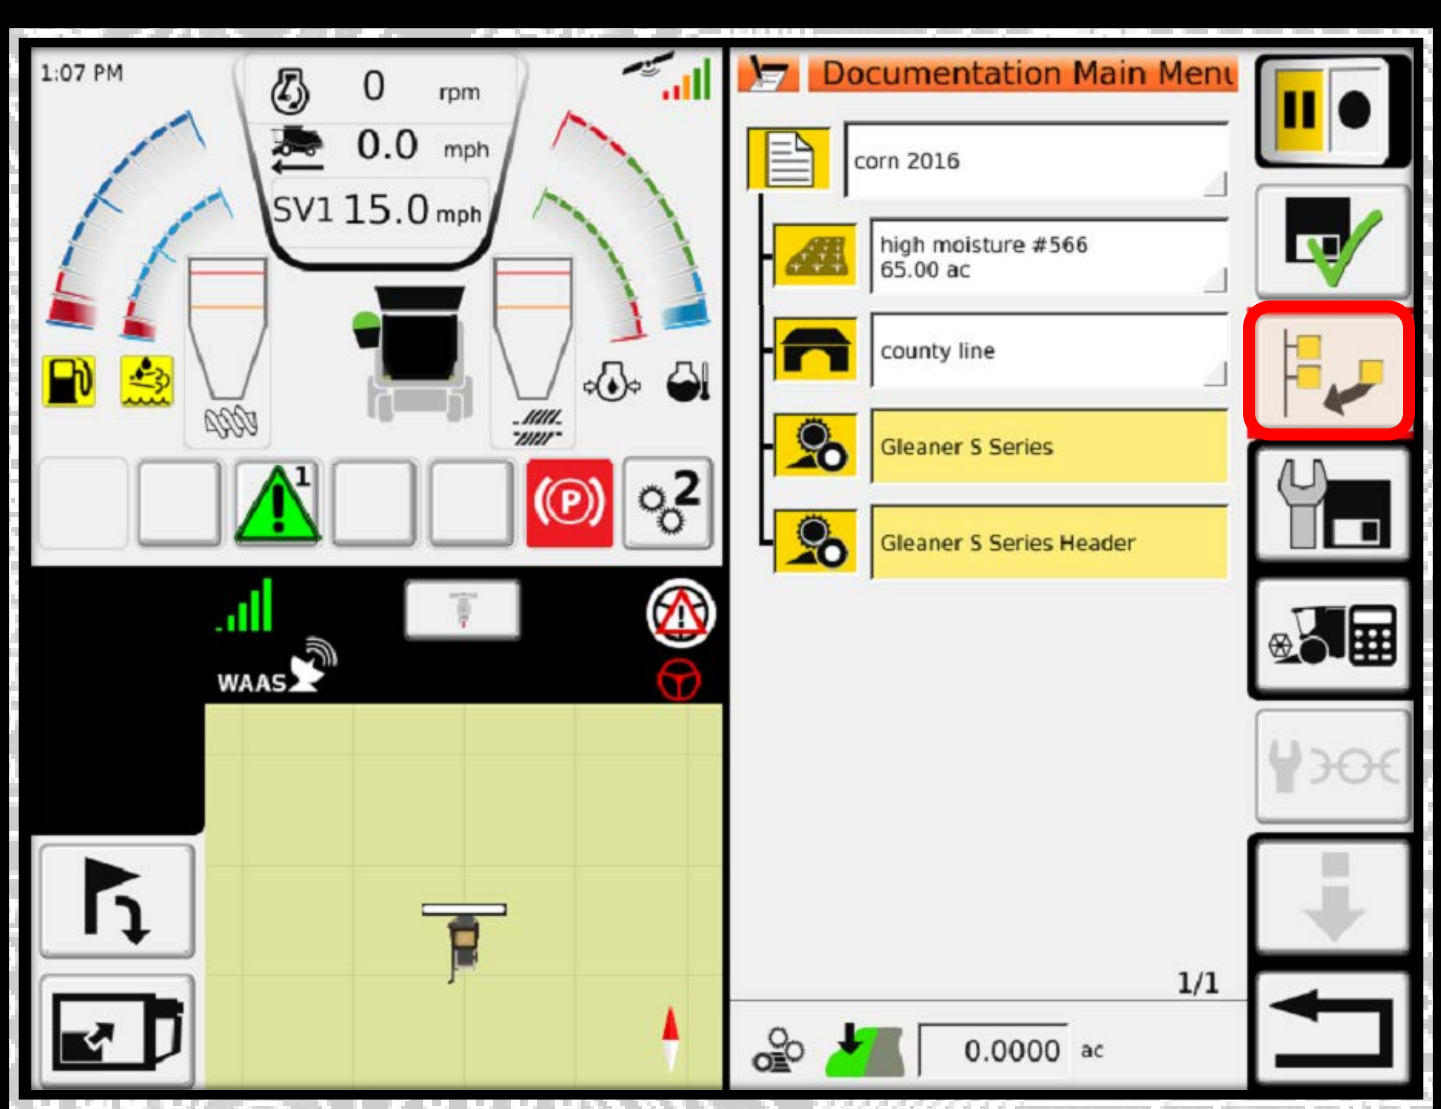 1:07 PM
0 rpm
0.0 mph
SV1 15.0 mph
1
(P)
2
WAAS
Documentation Main Menu
corn 2016
high moisture #566
65.00 ac
county line
Gleaner S Series
Gleaner S Series Header
1/1
0.0000 ac